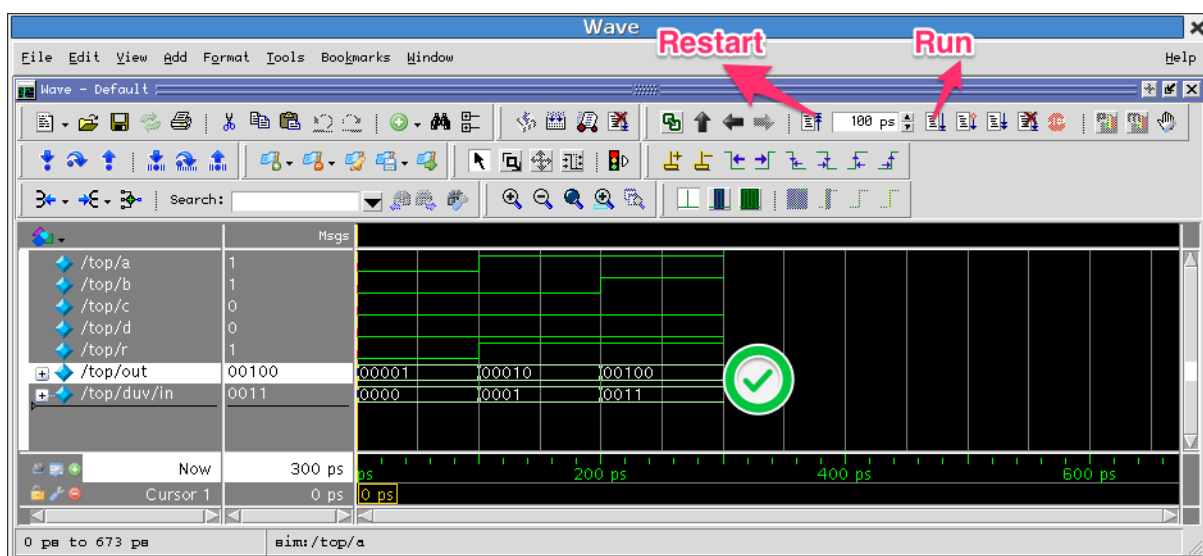 Wave
Restart
Run
File Edit View Add Format Tools Bookmarks Window Help
Wave - Default
100 ps
Search:
Msgs
/top/a 1
/top/b 1
/top/c 0
/top/d 0
/top/r 1
/top/out 00100 00001 00010 00100
/top/duv/in 0011 0000 0001 0011
Now 300 ps ps 200 ps 400 ps 600 ps
Cursor 1 0 ps 0 ps
0 ps to 673 ps sim:/top/a